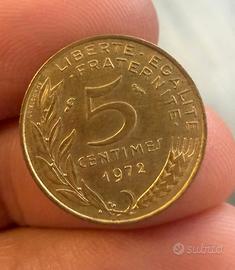 LIBERTE·EGALITE
FRATERNITE
5
CENTIMES
1972
subito